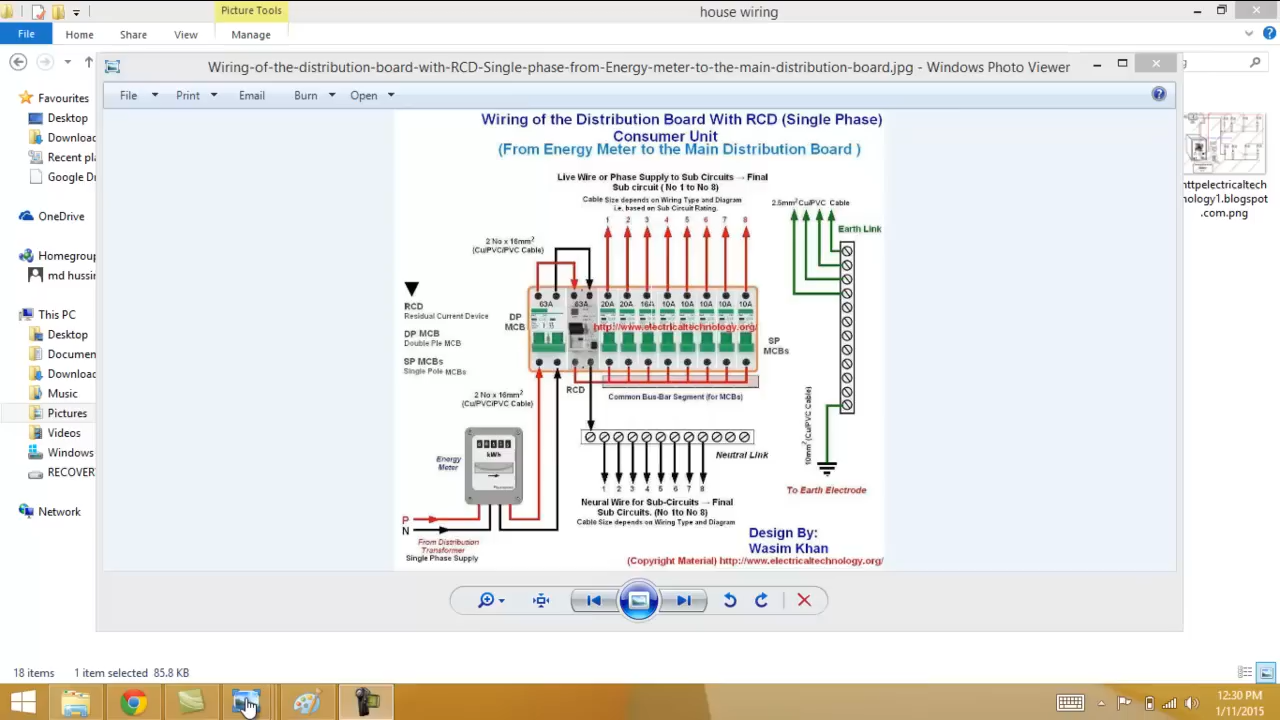 Picture Tools
house wiring
File
Home
Share
View
Manage
Wiring-of-the-distribution-board-with-RCD-Single-phase-from-Energy-meter-to-the-main-distribution-board.jpg - Windows Photo Viewer
File
Print
Email
Burn
Open
Favourites
Desktop
Downloac
Recent pl
Google Dr
OneDrive
Homegroup
md hussin
This PC
Desktop
Documen
Downloac
Music
Pictures
Videos
Windows
RECOVER
Network
Wiring of the Distribution Board With RCD (Single Phase)
Consumer Unit
(From Energy Meter to the Main Distribution Board )
Live Wire or Phase Supply to Sub Circuits → Final
Sub circuit ( No 1 to No 8)
Cable Size depends on Wiring Type and Diagram
i.e. based on Sub Circuit Rating.
1 2 3 4 5 6 7 8
2.5mm² Cu/PVC Cable
Earth Link
2 No x 16mm²
(Cu/PVC/PVC Cable)
RCD
Residual Current Device
DP MCB
Double Ple MCB
SP MCBs
Single Pole MCBs
DP
MCB
63A 63A 20A 20A 16A 10A 10A 10A 10A 10A
http://www.electricaltechnology.org/
SP
MCBs
RCD
Common Bus-Bar Segment (for MCBs)
2 No x 16mm²
(Cu/PVC/PVC Cable)
10mm² (Cu/PVC Cable)
Energy
Meter
kWh
Neutral Link
1 2 3 4 5 6 7 8
Neural Wire for Sub-Circuits → Final
Sub Circuits. (No 1to No 8)
Cable Size depends on Wiring Type and Diagram
To Earth Electrode
P
N
From Distribution
Transformer
Single Phase Supply
Design By:
Wasim Khan
(Copyright Material) http://www.electricaltechnology.org/
httpelectricaltech
nology1.blogspot
.com.png
18 items
1 item selected 85.8 KB
12:30 PM
1/11/2015